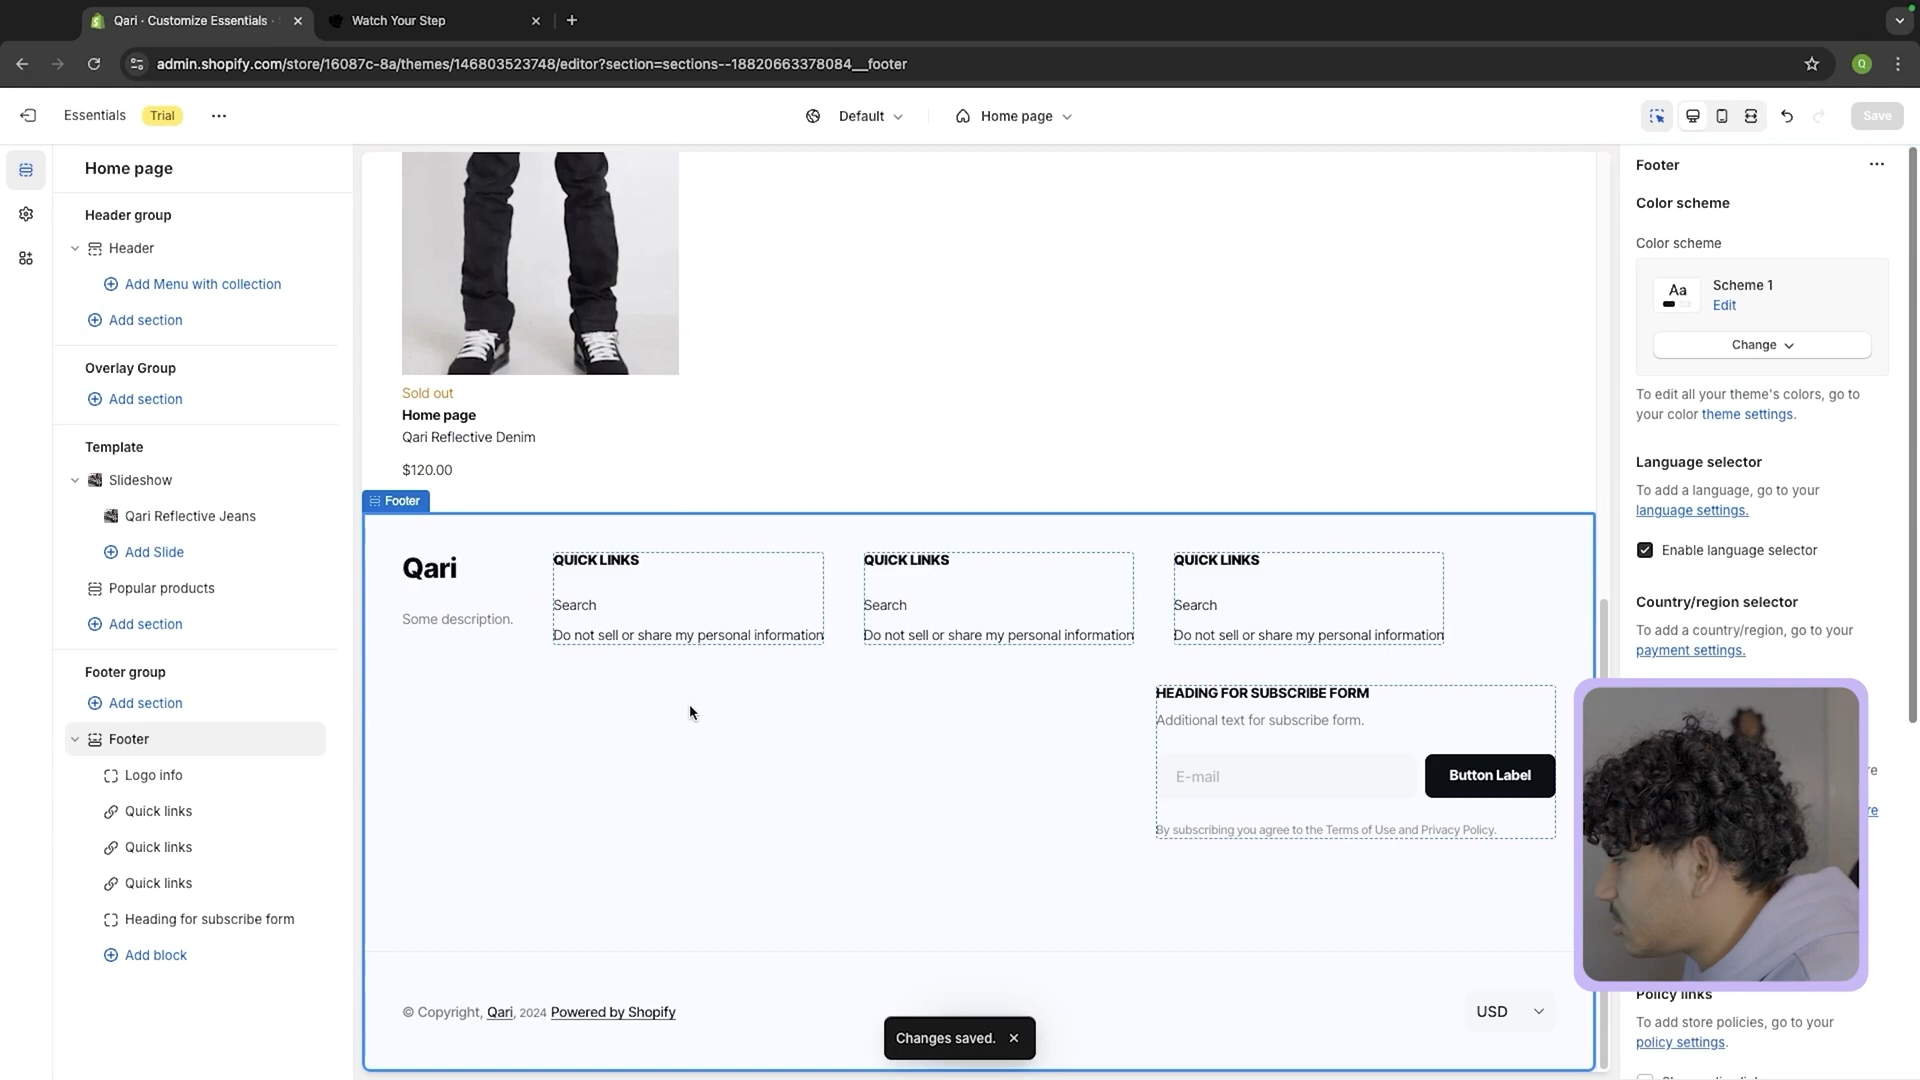 Qari · Customize Essentials ·
Watch Your Step
admin.shopify.com/store/16087c-8a/themes/146803523748/editor?section=sections--18820663378084__footer
Q
Essentials
Trial
Default
Home page
Save
Home page
Header group
Header
Add Menu with collection
Add section
Overlay Group
Add section
Template
Slideshow
Qari Reflective Jeans
Add Slide
Popular products
Add section
Footer group
Add section
Footer
Logo info
Quick links
Quick links
Quick links
Heading for subscribe form
Add block
Sold out
Home page
Qari Reflective Denim
$120.00
Footer
Qari
Some description.
QUICK LINKS
Search
Do not sell or share my personal information
QUICK LINKS
Search
Do not sell or share my personal information
QUICK LINKS
Search
Do not sell or share my personal information
HEADING FOR SUBSCRIBE FORM
Additional text for subscribe form.
E-mail
Button Label
By subscribing you agree to the Terms of Use and Privacy Policy.
© Copyright, Qari, 2024 Powered by Shopify
USD
Changes saved.
Footer
Color scheme
Color scheme
Aa
Scheme 1
Edit
Change
To edit all your theme's colors, go to
your color theme settings.
Language selector
To add a language, go to your
language settings.
Enable language selector
Country/region selector
To add a country/region, go to your
payment settings.
Policy links
To add store policies, go to your
policy settings.